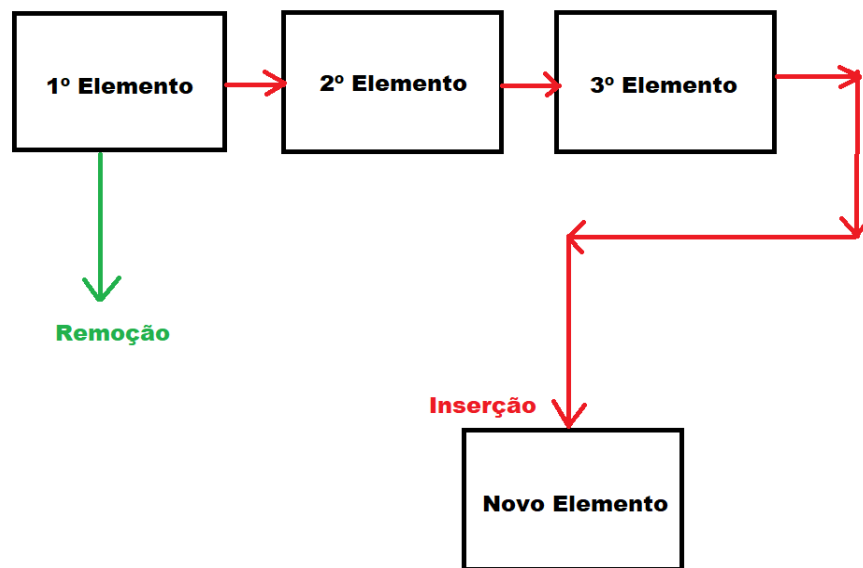 1º Elemento
2º Elemento
3º Elemento
Remoção
Inserção
Novo Elemento